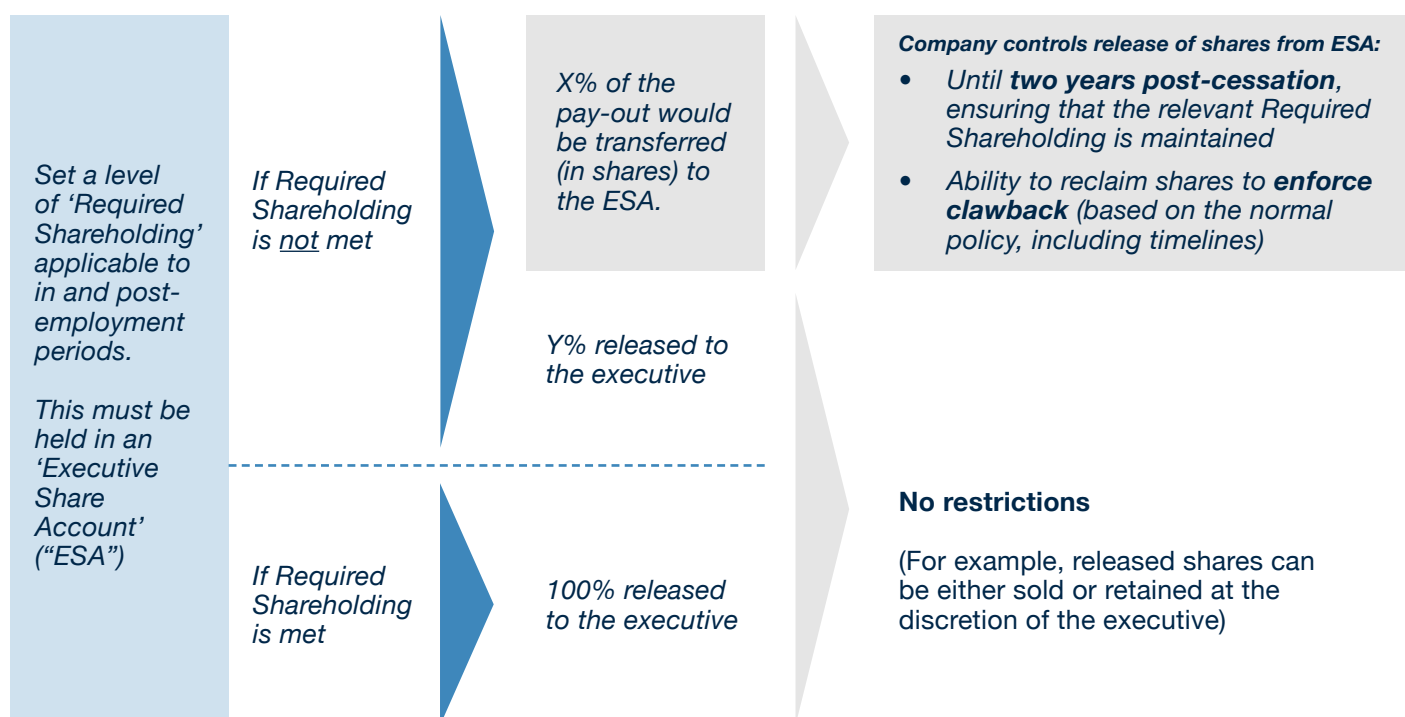 Set a level
of ‘Required
Shareholding’
applicable to
in and post-
employment
periods.
This must be
held in an
‘Executive
Share
Account’
(“ESA”)
If Required
Shareholding
is not met
X% of the
pay-out would
be transferred
(in shares) to
the ESA.
Company controls release of shares from ESA:
• Until two years post-cessation,
ensuring that the relevant Required
Shareholding is maintained
• Ability to reclaim shares to enforce
clawback (based on the normal
policy, including timelines)
Y% released to
the executive
If Required
Shareholding
is met
100% released
to the executive
No restrictions
(For example, released shares can
be either sold or retained at the
discretion of the executive)